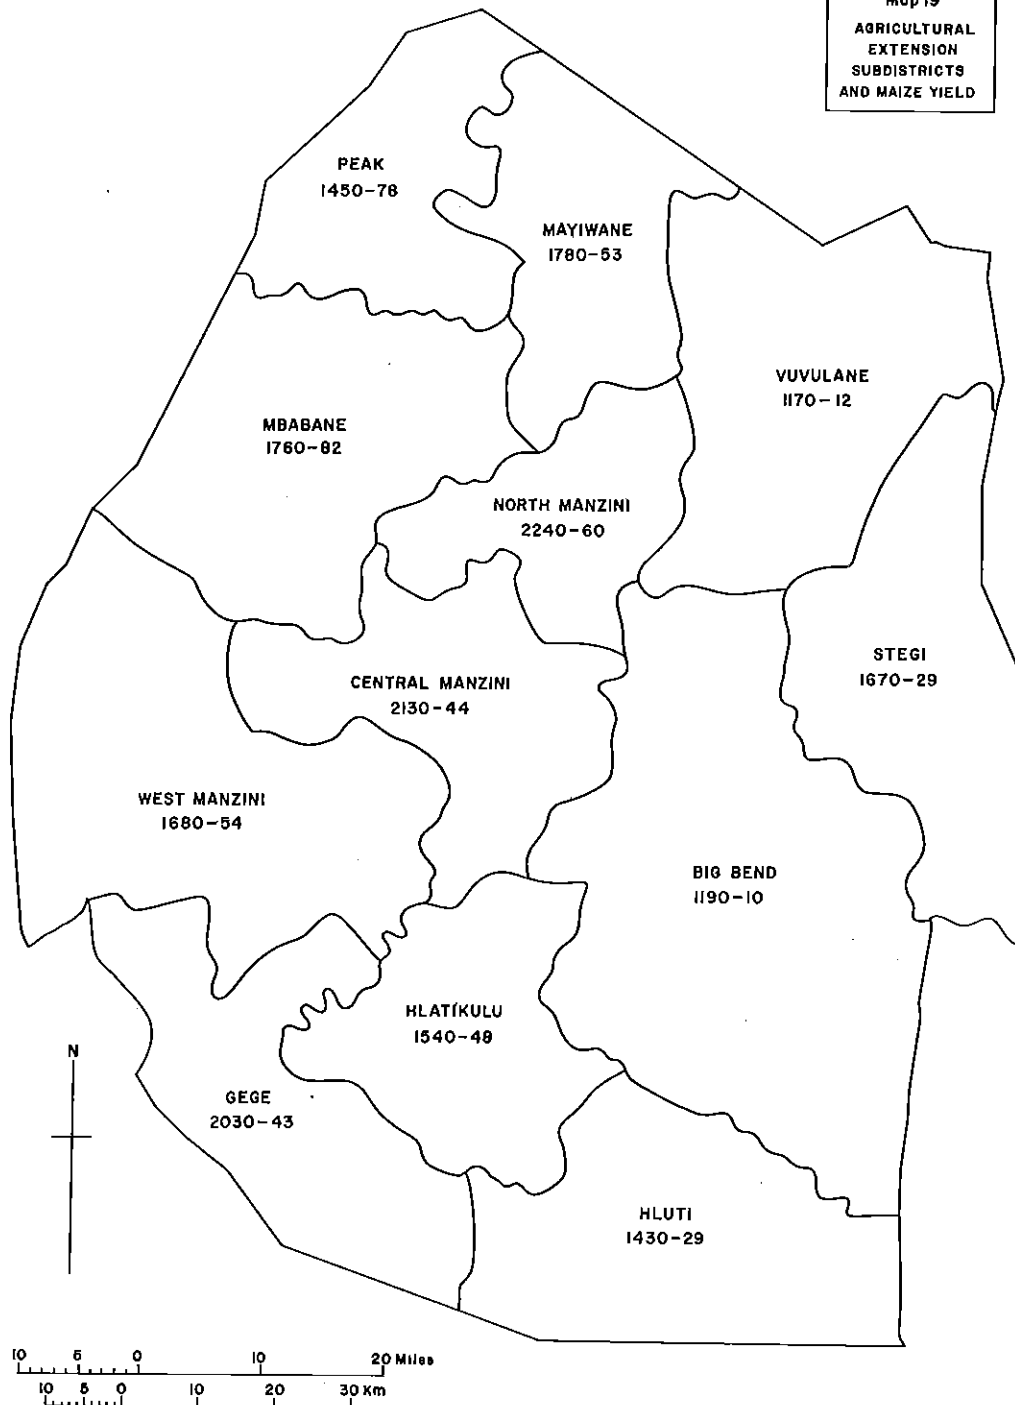 Map 19
AGRICULTURAL
EXTENSION
SUBDISTRICTS
AND MAIZE YIELD
PEAK
1450-78
MAYIWANE
1780-53
VUVULANE
1170-12
MBABANE
1760-82
NORTH MANZINI
2240-60
STEGI
1670-29
CENTRAL MANZINI
2130-44
WEST MANZINI
1680-54
BIG BEND
1190-10
HLATIKULU
1540-48
N
GEGE
2030-43
HLUTI
1430-29
10 5 0 10 20 Miles
10 5 0 10 20 30 Km